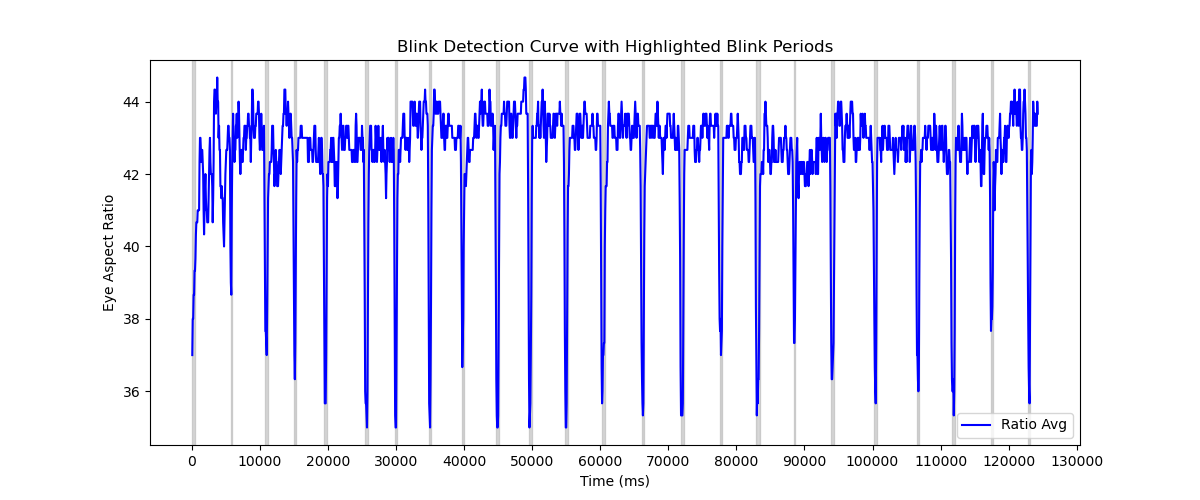 Blink Detection Curve with Highlighted Blink Periods
Eye Aspect Ratio
44
42
40
38
36
Ratio Avg
0 10000 20000 30000 40000 50000 60000 70000 80000 90000 100000 110000 120000 130000
Time (ms)